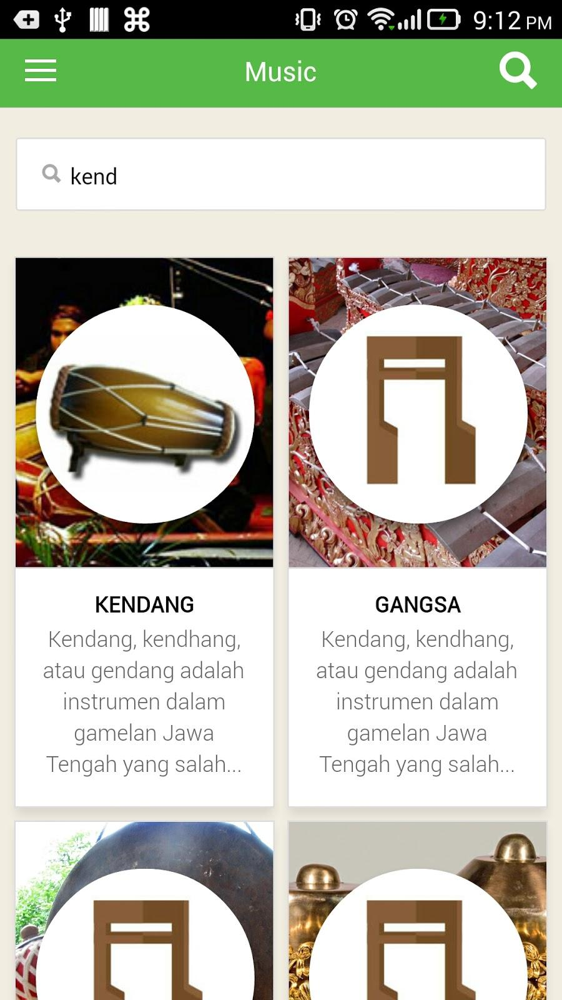 9:12 PM
Music
kend
KENDANG
Kendang, kendhang,
atau gendang adalah
instrumen dalam
gamelan Jawa
Tengah yang salah...
GANGSA
Kendang, kendhang,
atau gendang adalah
instrumen dalam
gamelan Jawa
Tengah yang salah...